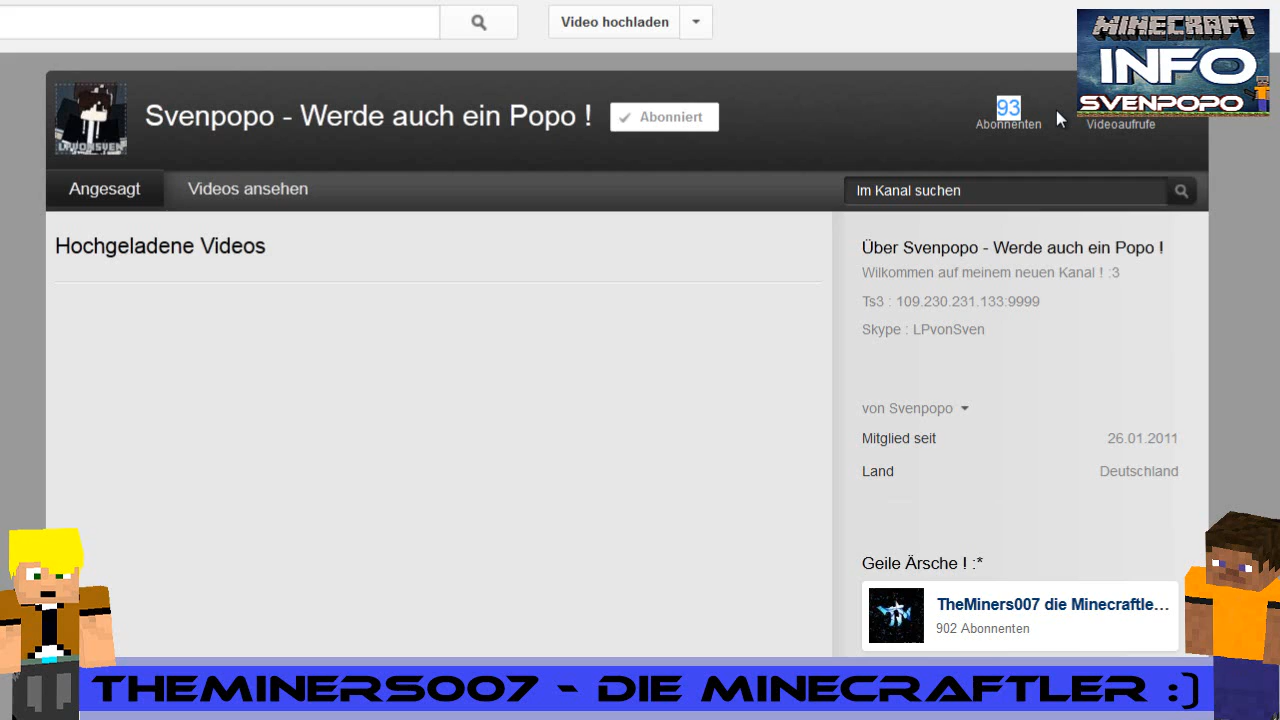 Video hochladen
MINECRAFT
INFO
SVENPOPO
Svenpopo - Werde auch ein Popo !
Abonniert
93
Abonnenten
Videoaufrufe
LPVONSVEN
Angesagt
Videos ansehen
Im Kanal suchen
Hochgeladene Videos
Über Svenpopo - Werde auch ein Popo !
Wilkommen auf meinem neuen Kanal ! :3
Ts3 : 109.230.231.133:9999
Skype : LPvonSven
von Svenpopo
Mitglied seit 26.01.2011
Land Deutschland
Geile Ärsche ! :*
TheMiners007 die Minecraftle...
902 Abonnenten
THEMINERS007 - DIE MINECRAFTLER :)